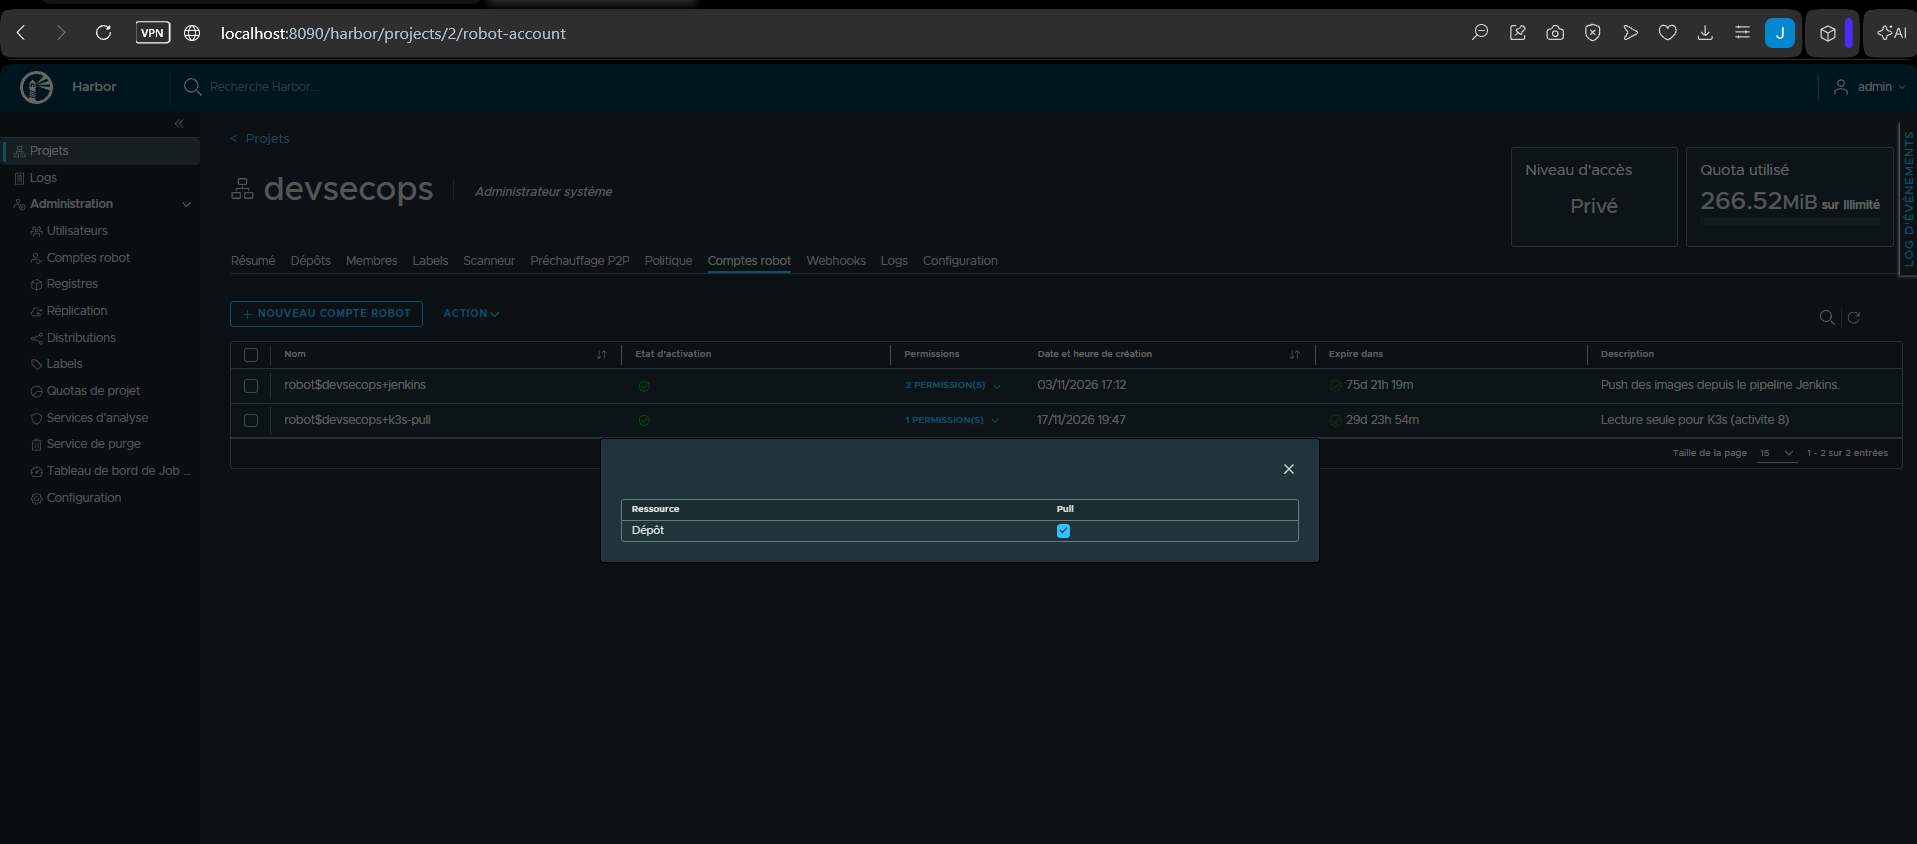 VPN localhost:8090/harbor/projects/2/robot-account J AI
Harbor Recherche Harbor... admin
Projets
Logs
Administration
Utilisateurs
Comptes robot
Registres
Réplication
Distributions
Labels
Quotas de projet
Services d'analyse
Service de purge
Tableau de bord de Job ...
Configuration
< Projets
devsecops Administrateur système
Niveau d'accès
Privé
Quota utilisé
266.52MiB sur Illimité
LOG D'ÉVÉNEMENTS
Résumé Dépôts Membres Labels Scanneur Préchauffage P2P Politique Comptes robot Webhooks Logs Configuration
+ NOUVEAU COMPTE ROBOT ACTION
Nom Etat d'activation Permissions Date et heure de création Expire dans Description
robot$devsecops+jenkins 2 PERMISSION(S) 03/11/2026 17:12 75d 21h 19m Push des images depuis le pipeline Jenkins.
robot$devsecops+k3s-pull 1 PERMISSION(S) 17/11/2026 19:47 29d 23h 54m Lecture seule pour K3s (activite 8)
Taille de la page 15 1 - 2 sur 2 entrées
Ressource Pull
Dépôt